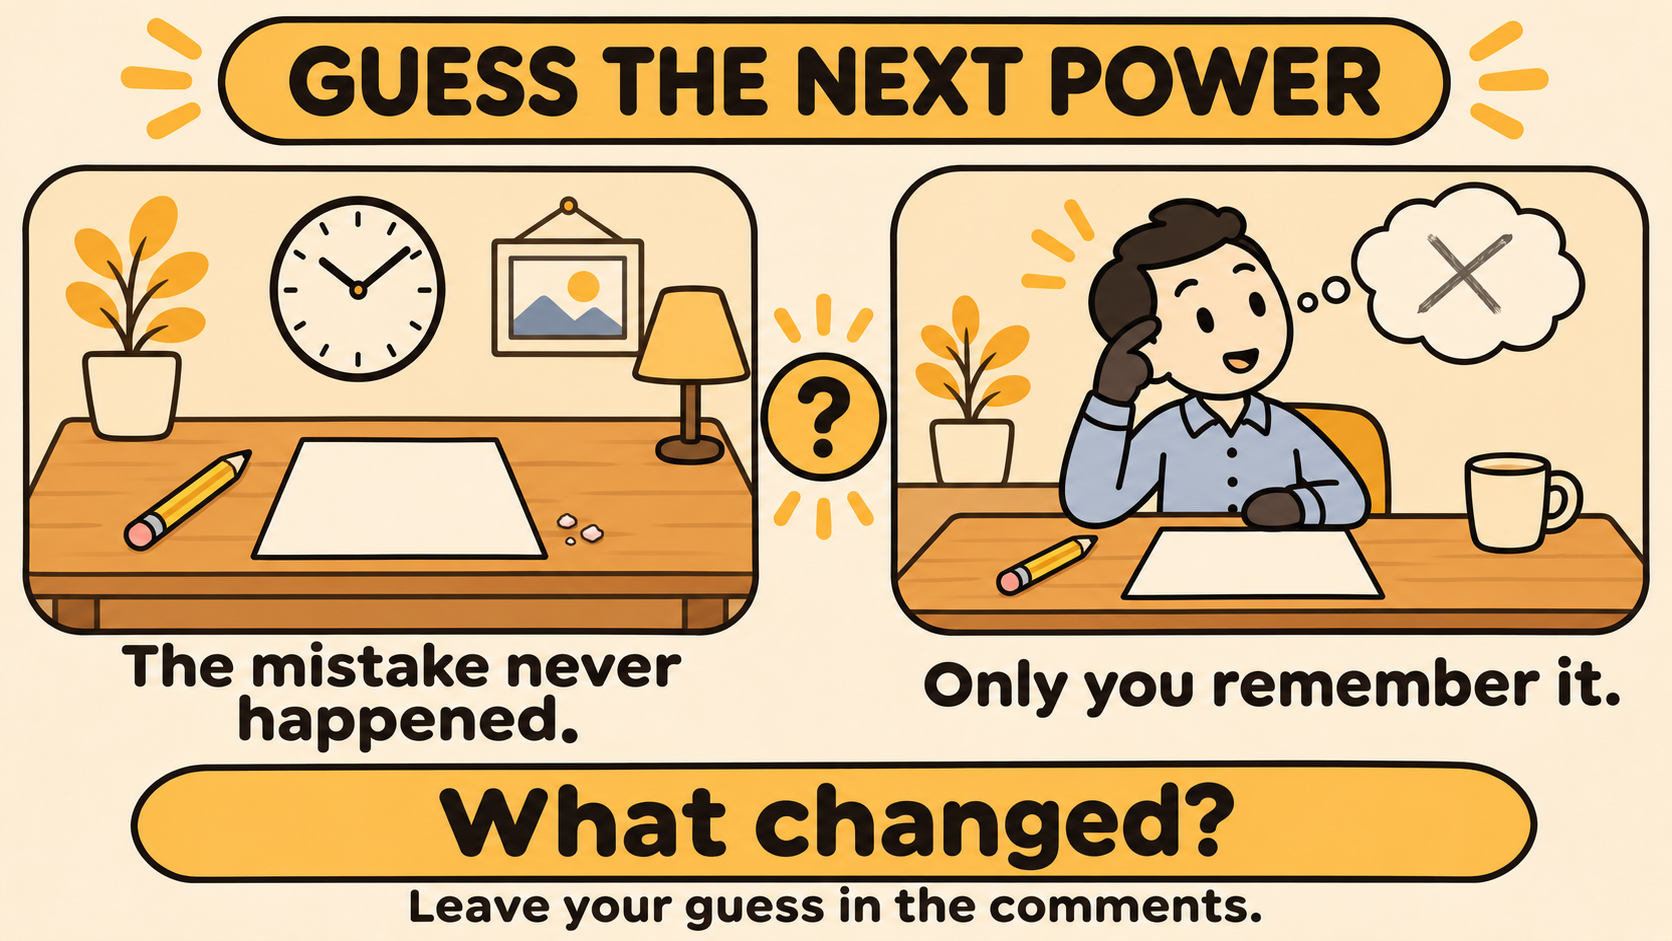 GUESS THE NEXT POWER
?
The mistake never
happened.
Only you remember it.
What changed?
Leave your guess in the comments.